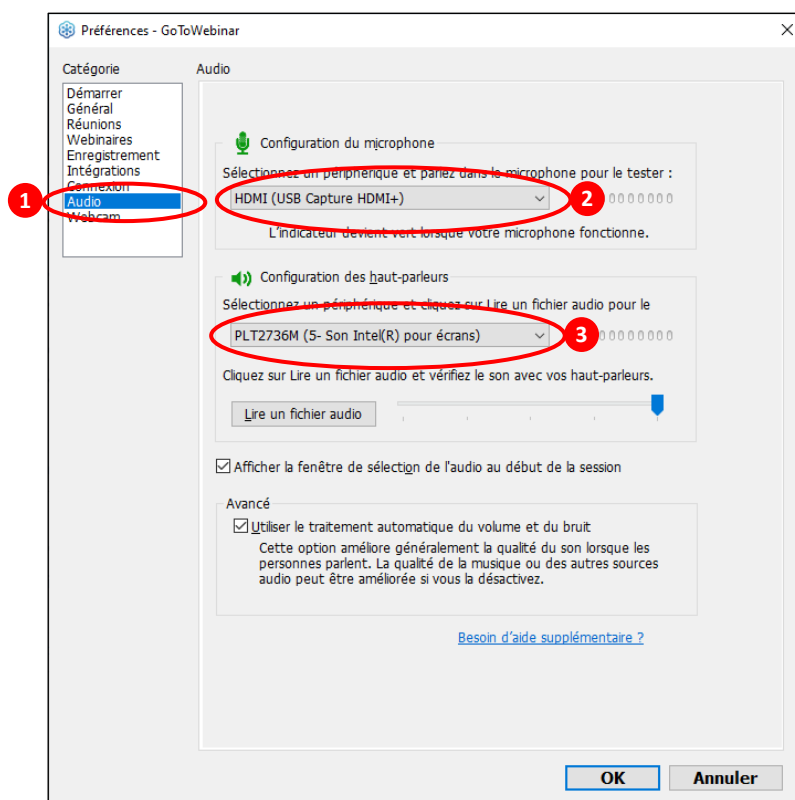 Préférences - GoToWebinar
Catégorie
Audio
Démarrer
Général
Réunions
Webinaires
Enregistrement
Intégrations
Connexion
Audio
Webcam
1
Configuration du microphone
Sélectionnez un périphérique et parlez dans le microphone pour le tester :
HDMI (USB Capture HDMI+)
2
L'indicateur devient vert lorsque votre microphone fonctionne.
Configuration des haut-parleurs
Sélectionnez un périphérique et cliquez sur Lire un fichier audio pour le
PLT2736M (5- Son Intel(R) pour écrans)
3
Cliquez sur Lire un fichier audio et vérifiez le son avec vos haut-parleurs.
Lire un fichier audio
Afficher la fenêtre de sélection de l'audio au début de la session
Avancé
Utiliser le traitement automatique du volume et du bruit
Cette option améliore généralement la qualité du son lorsque les
personnes parlent. La qualité de la musique ou des autres sources
audio peut être améliorée si vous la désactivez.
Besoin d'aide supplémentaire ?
OK
Annuler